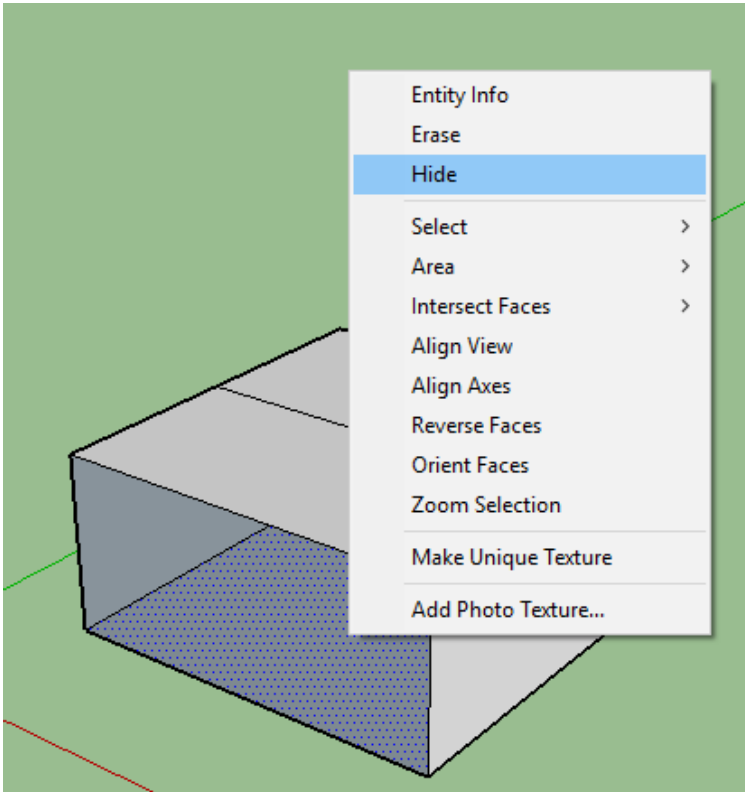 Entity Info
Erase
Hide
Select
Area
Intersect Faces
Align View
Align Axes
Reverse Faces
Orient Faces
Zoom Selection
Make Unique Texture
Add Photo Texture...